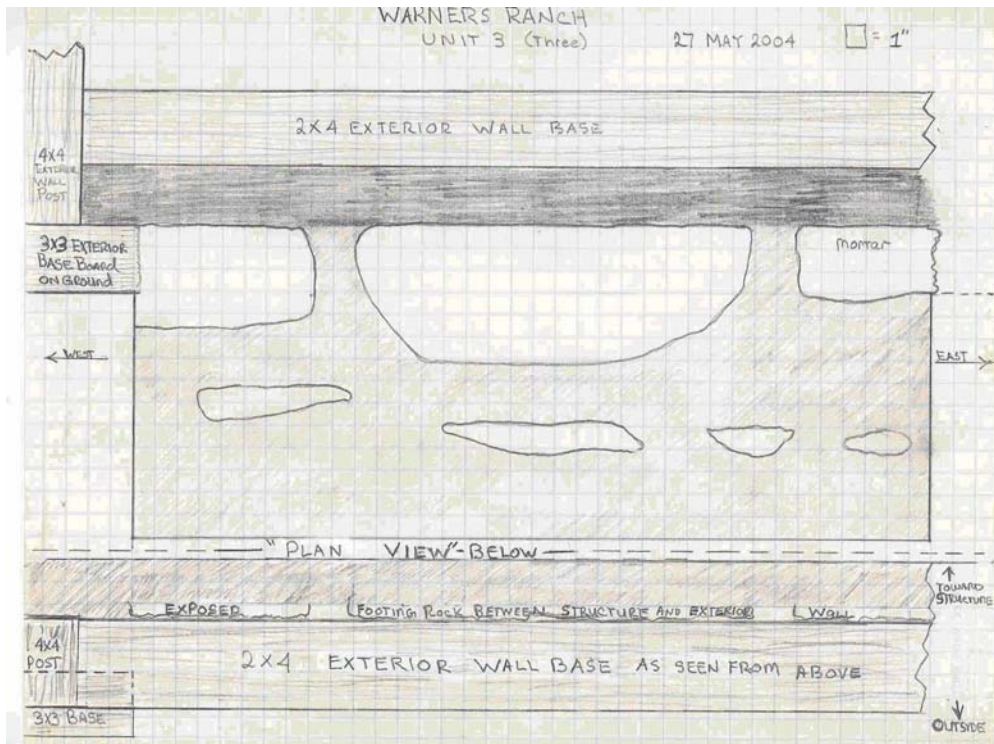 WARNERS RANCH
UNIT 3 (Three)
27 MAY 2004
= 1"
2X4 EXTERIOR WALL BASE
4X4
EXTERIOR
WALL
POST
3X3 EXTERIOR
BASE BOARD
ON GROUND
mortar
WEST
EAST
"PLAN VIEW"-BELOW
TOWARD
STRUCTURE
EXPOSED FOOTING ROCK BETWEEN STRUCTURE AND EXTERIOR WALL
4X4
POST
2X4 EXTERIOR WALL BASE AS SEEN FROM ABOVE
3X3 BASE
OUTSIDE